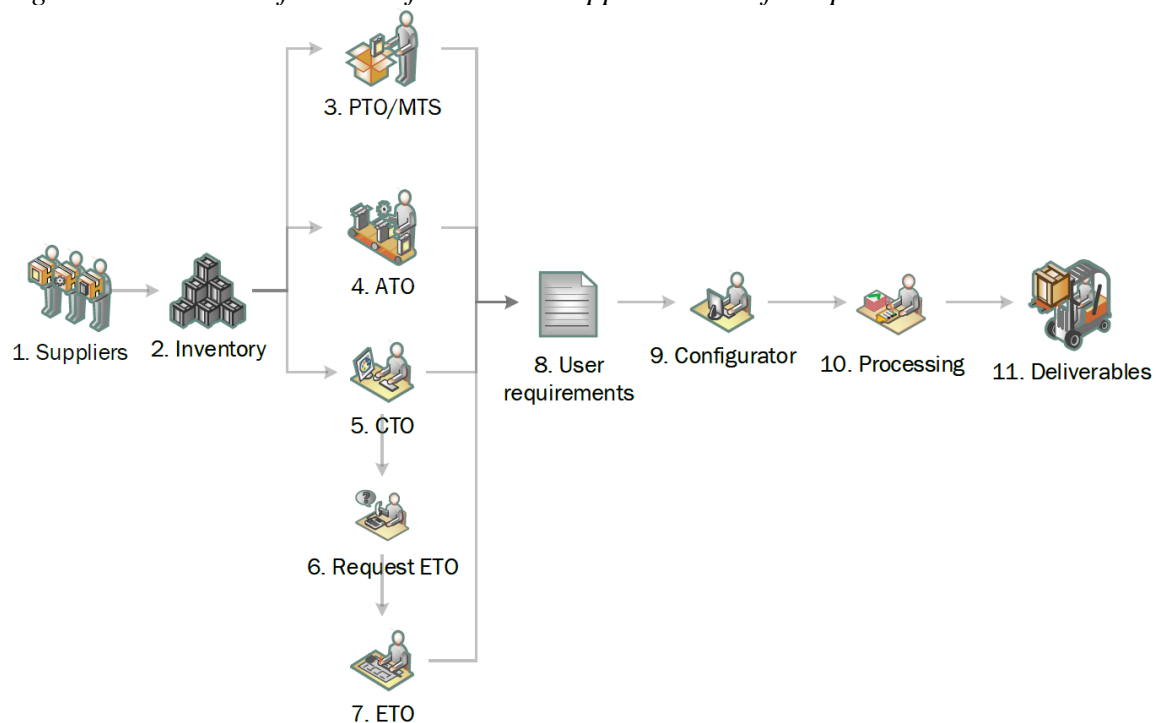 3. PTO/MTS
4. ATO
1. Suppliers
2. Inventory
5. CTO
6. Request ETO
7. ETO
8. User
requirements
9. Configurator
10. Processing
11. Deliverables
?